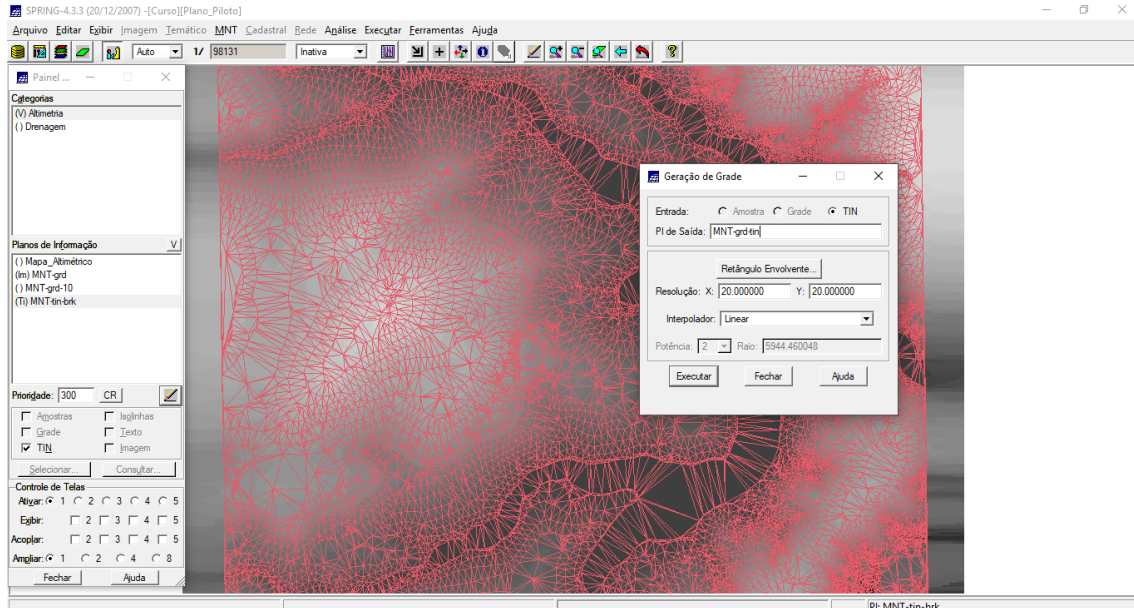 SPRING-4.3.3 (20/12/2007) -[Curso][Plano_Piloto]
Arquivo Editar Exibir Imagem Temático MNT Cadastral Rede Análise Executar Ferramentas Ajuda
Auto 1/ 98131 Inativa
Painel ...
Categorias
(V) Altimetria
( ) Drenagem
Planos de Informação V
( ) Mapa_Altimétrico
(Im) MNT-grd
( ) MNT-grd-10
(Ti) MNT-tin-brk
Prioridade: 300 CR
Amostras Isolinhas
Grade Texto
TIN Imagem
Selecionar... Consultar...
Controle de Telas
Ativar: 1 2 3 4 5
Exibir: 2 3 4 5
Acoplar: 2 3 4 5
Ampliar: 1 2 4 8
Fechar Ajuda
Geração de Grade
Entrada: Amostra Grade TIN
PI de Saída: MNT-grd-tin
Retângulo Envolvente...
Resolução: X: 20.000000 Y: 20.000000
Interpolador: Linear
Potência: 2 Raio: 5944.460048
Executar Fechar Ajuda
PI: MNT-tin-brk